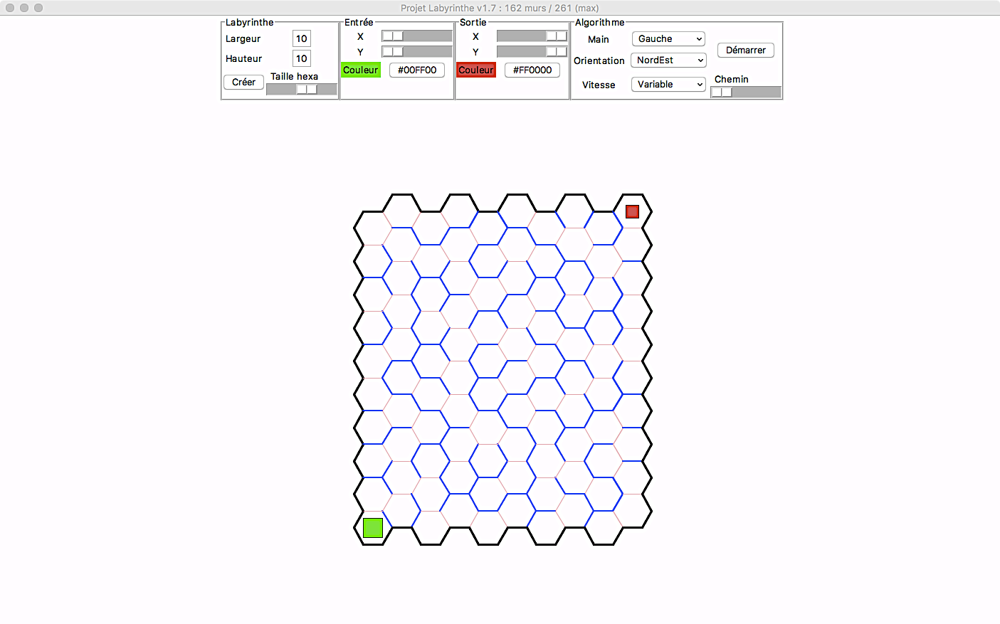 Projet Labyrinthe v1.7 : 162 murs / 261 (max)
Labyrinthe
Largeur 10
Hauteur 10
Créer
Taille hexa
Entrée
X
Y
Couleur #00FF00
Sortie
X
Y
Couleur #FF0000
Algorithme
Main Gauche
Orientation NordEst
Vitesse Variable
Démarrer
Chemin